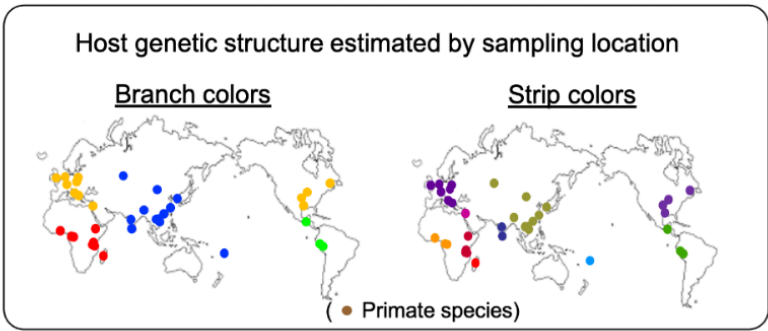 Host genetic structure estimated by sampling location
Branch colors
Strip colors
( Primate species)